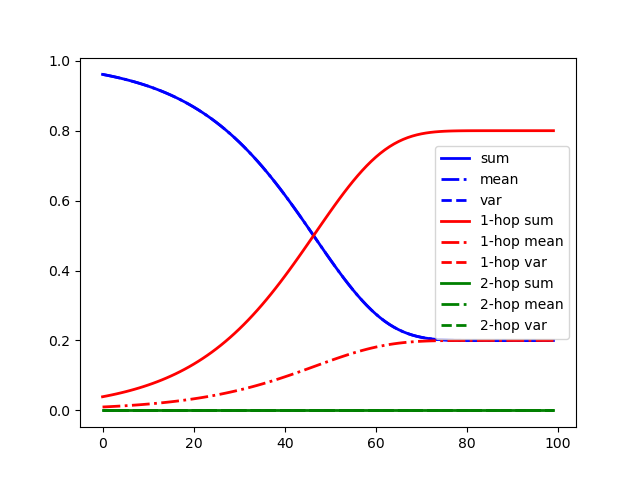 1.0
0.8
0.6
0.4
0.2
0.0
0
20
40
60
80
100
sum
mean
var
1-hop sum
1-hop mean
1-hop var
2-hop sum
2-hop mean
2-hop var